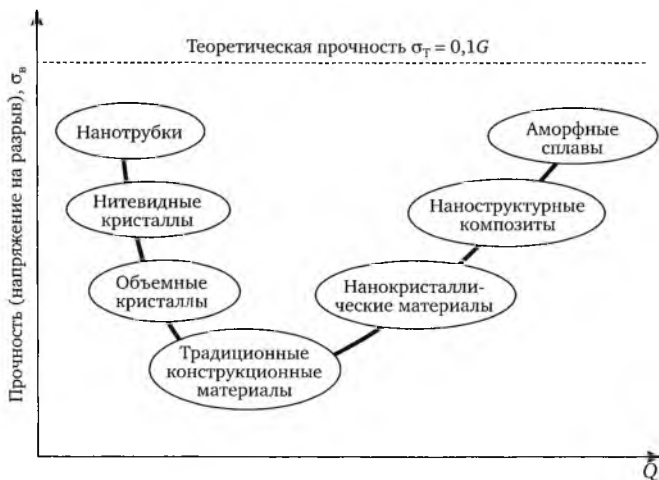 Теоретическая прочность σт = 0,1G
Прочность (напряжение на разрыв), σв
Нанотрубки
Аморфные
сплавы
Нитевидные
кристаллы
Наноструктурные
композиты
Объемные
кристаллы
Нанокристалли-
ческие материалы
Традиционные
конструкционные
материалы
Q